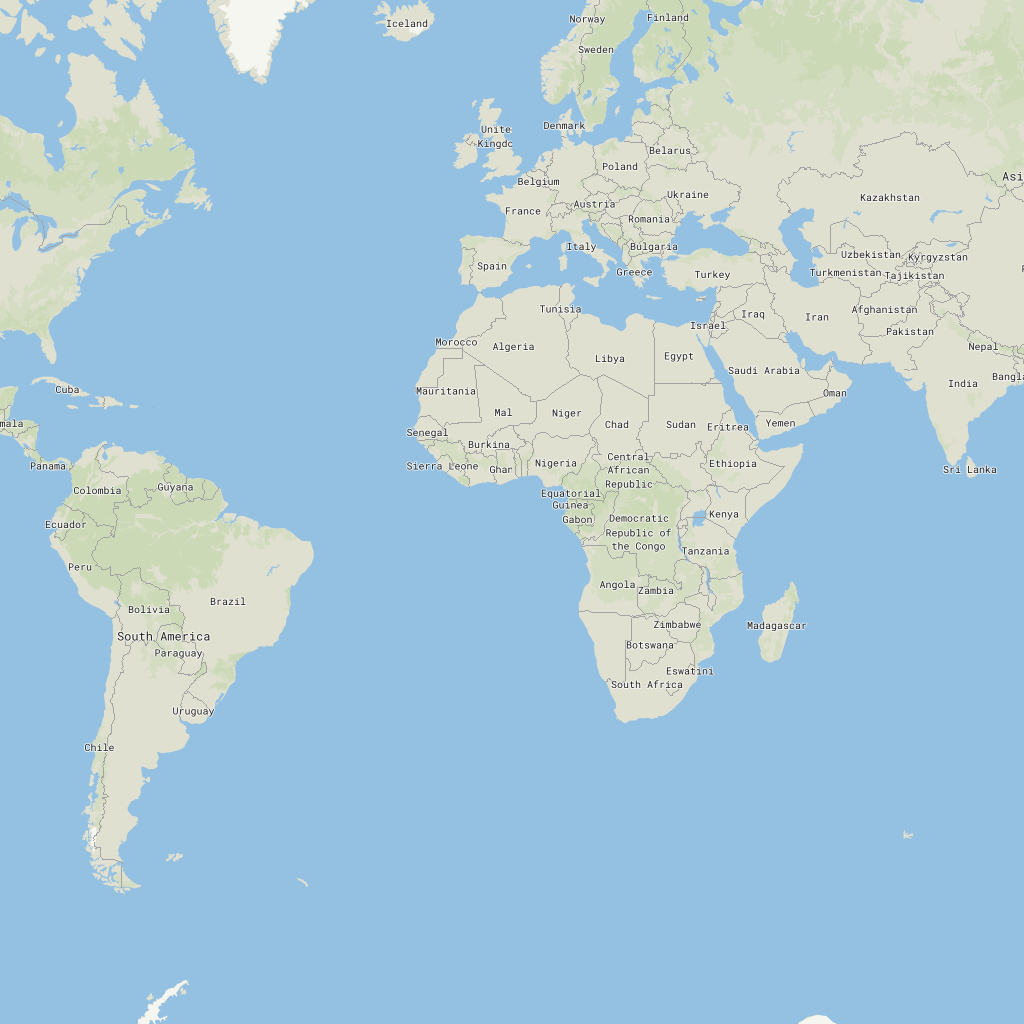 Iceland
Norway
Finland
Sweden
Denmark
Unite
Kingdc
Belarus
Poland
Belgium
Ukraine
Kazakhstan
Asi
France
Austria
Romania
Italy
Bulgaria
Spain
Greece
Turkey
Uzbekistan
Kyrgyzstan
Turkmenistan
Tajikistan
Tunisia
Iraq
Iran
Afghanistan
Israel
Pakistan
Morocco
Algeria
Libya
Egypt
Nepal
Saudi Arabia
India
Bangla
Cuba
Mauritania
Oman
Mal
Niger
mala
Chad
Sudan
Eritrea
Yemen
Senegal
Burkina
Panama
Sierra Leone
Ghar
Nigeria
Central
African
Republic
Ethiopia
Sri Lanka
Colombia
Guyana
Equatorial
Guinea
Gabon
Kenya
Ecuador
Democratic
Republic of
the Congo
Tanzania
Peru
Angola
Zambia
Bolivia
Brazil
Zimbabwe
Madagascar
South America
Paraguay
Botswana
Eswatini
South Africa
Uruguay
Chile